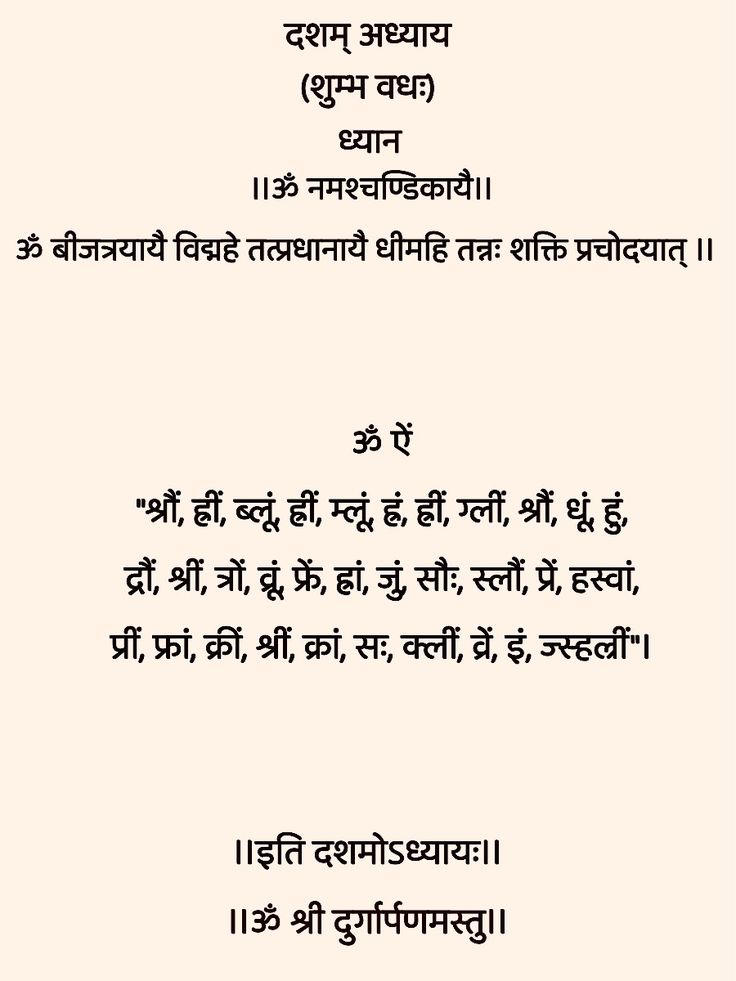 दशम् अध्याय
(शुम्भ वधः)
ध्यान
।।ॐ नमश्चण्डिकायै।।
ॐ बीजत्रयायै विद्महे तत्प्रधानायै धीमहि तन्नः शक्ति प्रचोदयात् ।।
ॐ ऐं
"श्रौं, ह्रीं, ब्लूं, ह्रीं, म्लूं, ह्रं, ह्रीं, ग्लीं, श्रौं, धूं, हुं,
द्रौं, श्रीं, त्रों, व्रूं, फ्रें, ह्रां, जुं, सौः, स्लौं, प्रें, हस्वां,
प्रीं, फ्रां, क्रीं, श्रीं, क्रां, सः, क्लीं, व्रें, इं, ज्स्हल्रीं"।
।।इति दशमोऽध्यायः।।
।।ॐ श्री दुर्गार्पणमस्तु।।